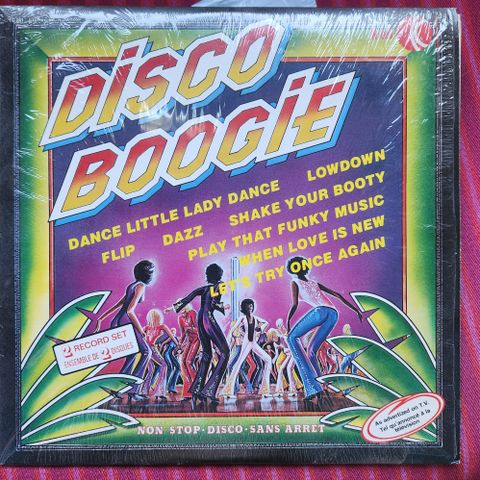 DiSCO
BOOGiE
DANCE LITTLE LADY DANCE LOWDOWN
FLIP DAZZ SHAKE YOUR BOOTY
PLAY THAT FUNKY MUSIC
WHEN LOVE IS NEW
LET'S TRY ONCE AGAIN
2 RECORD SET
ENSEMBLE DE 2 DISQUES
As advertized on T.V.
Tel qu'annoncé à la
télévision
NON STOP · DISCO · SANS ARRET